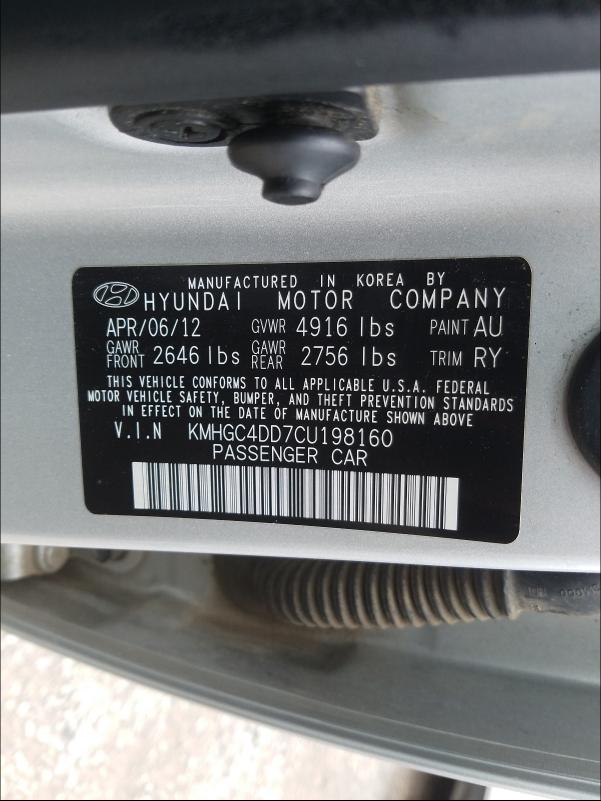 MANUFACTURED IN KOREA BY
HYUNDAI MOTOR COMPANY
APR/06/12 GVWR 4916 lbs PAINT AU
GAWR FRONT 2646 lbs GAWR REAR 2756 lbs TRIM RY
THIS VEHICLE CONFORMS TO ALL APPLICABLE U.S.A. FEDERAL
MOTOR VEHICLE SAFETY, BUMPER, AND THEFT PREVENTION STANDARDS
IN EFFECT ON THE DATE OF MANUFACTURE SHOWN ABOVE
V.I.N KMHGC4DD7CU198160
PASSENGER CAR